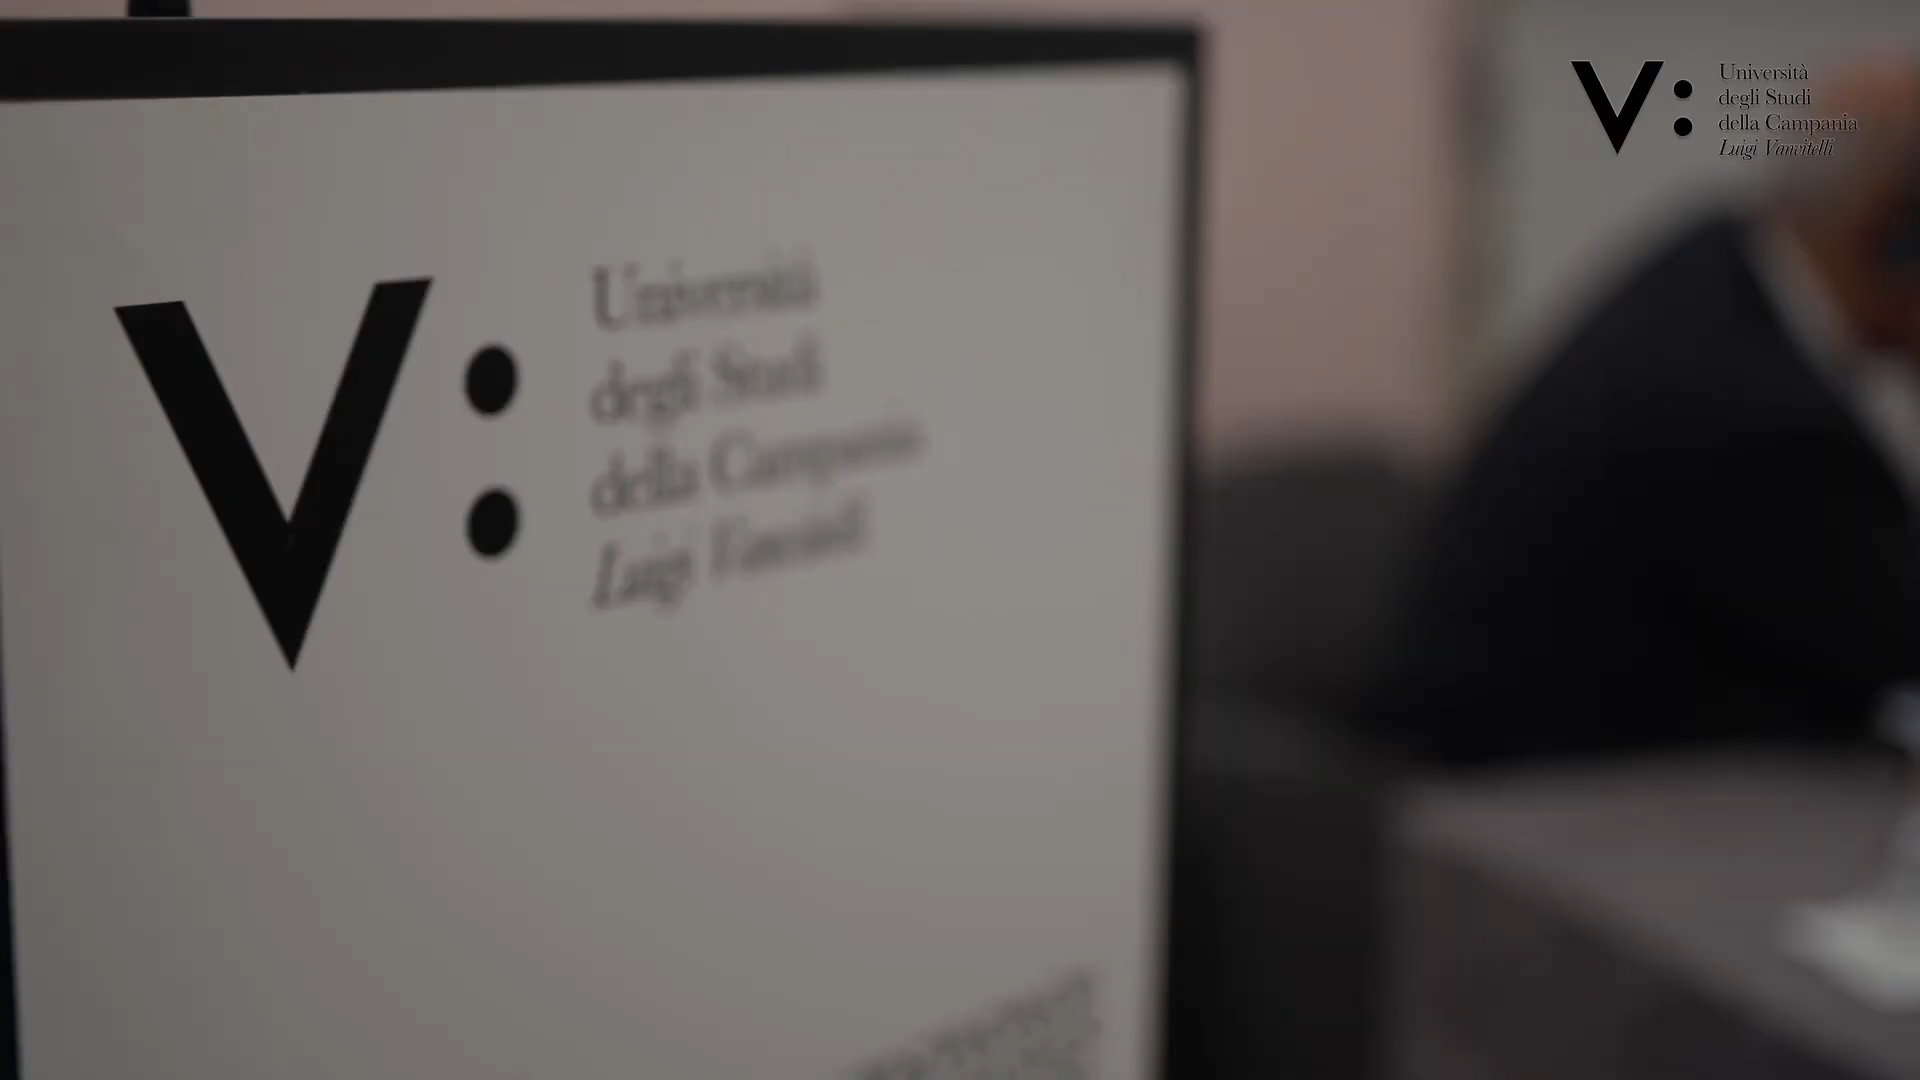 V:
Università
degli Studi
della Campania
Luigi Vanvitelli
V:
Università
degli Studi
della Campania
Luigi Vanvitelli